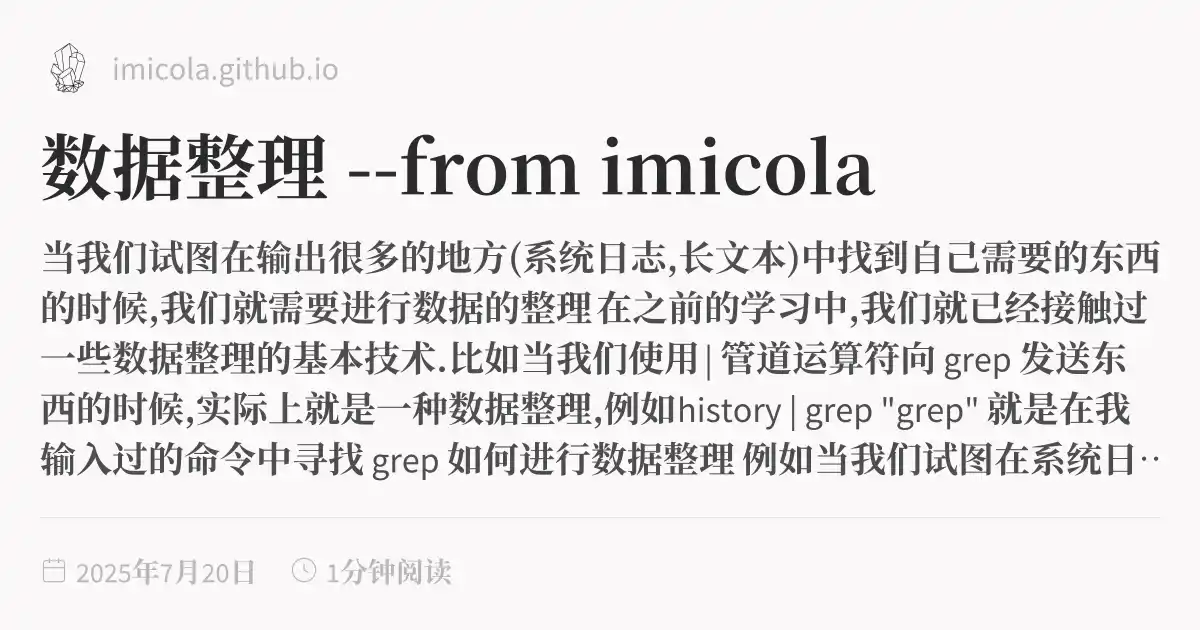 imicola.github.io
数据整理 --from imicola
当我们试图在输出很多的地方(系统日志,长文本)中找到自己需要的东西
的时候,我们就需要进行数据的整理 在之前的学习中,我们就已经接触过
一些数据整理的基本技术.比如当我们使用| 管道运算符向 grep 发送东
西的时候,实际上就是一种数据整理,例如history | grep "grep" 就是在我
输入过的命令中寻找 grep 如何进行数据整理 例如当我们试图在系统日…
2025年7月20日 1分钟阅读